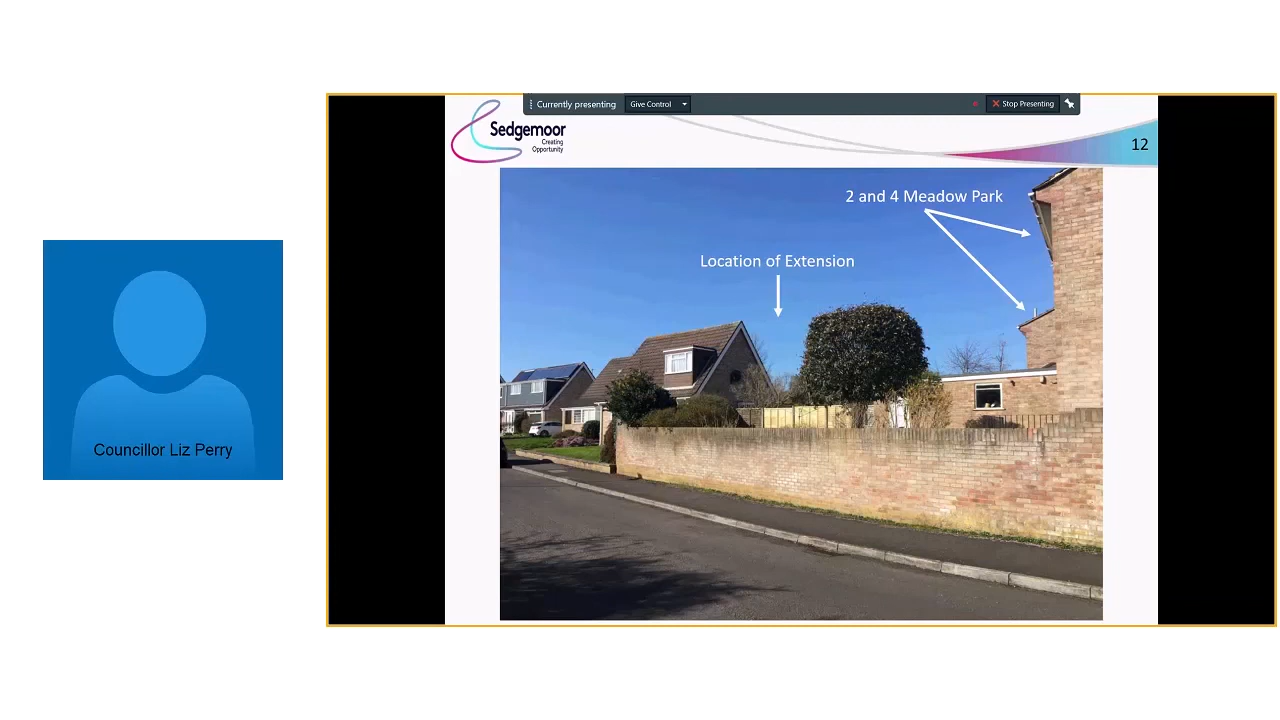 Currently presenting
Give Control
Stop Presenting
Sedgemoor
Creating
Opportunity
12
2 and 4 Meadow Park
Location of Extension
Councillor Liz Perry